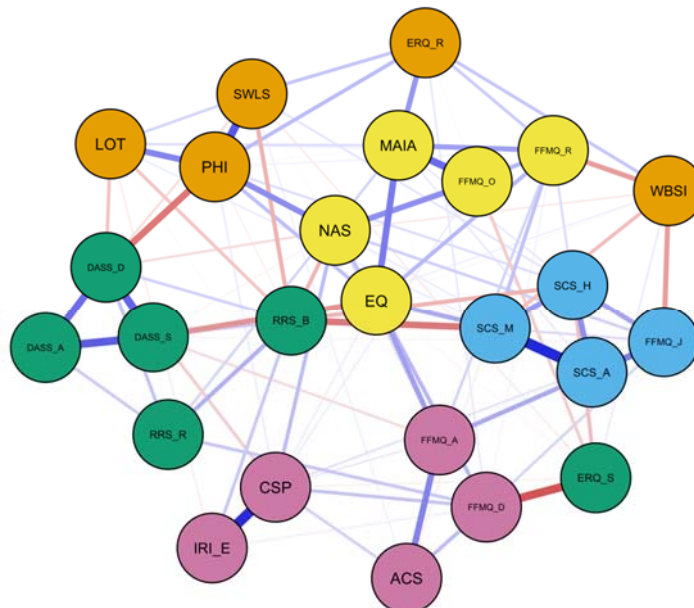 ERQ_R
SWLS
LOT
MAIA
PHI
FFMQ_R
FFMQ_O
WBSI
NAS
DASS_D
SCS_H
EQ
RRS_B
SCS_M
DASS_S
FFMQ_J
DASS_A
SCS_A
RRS_R
FFMQ_A
ERQ_S
CSP
FFMQ_D
IRI_E
ACS